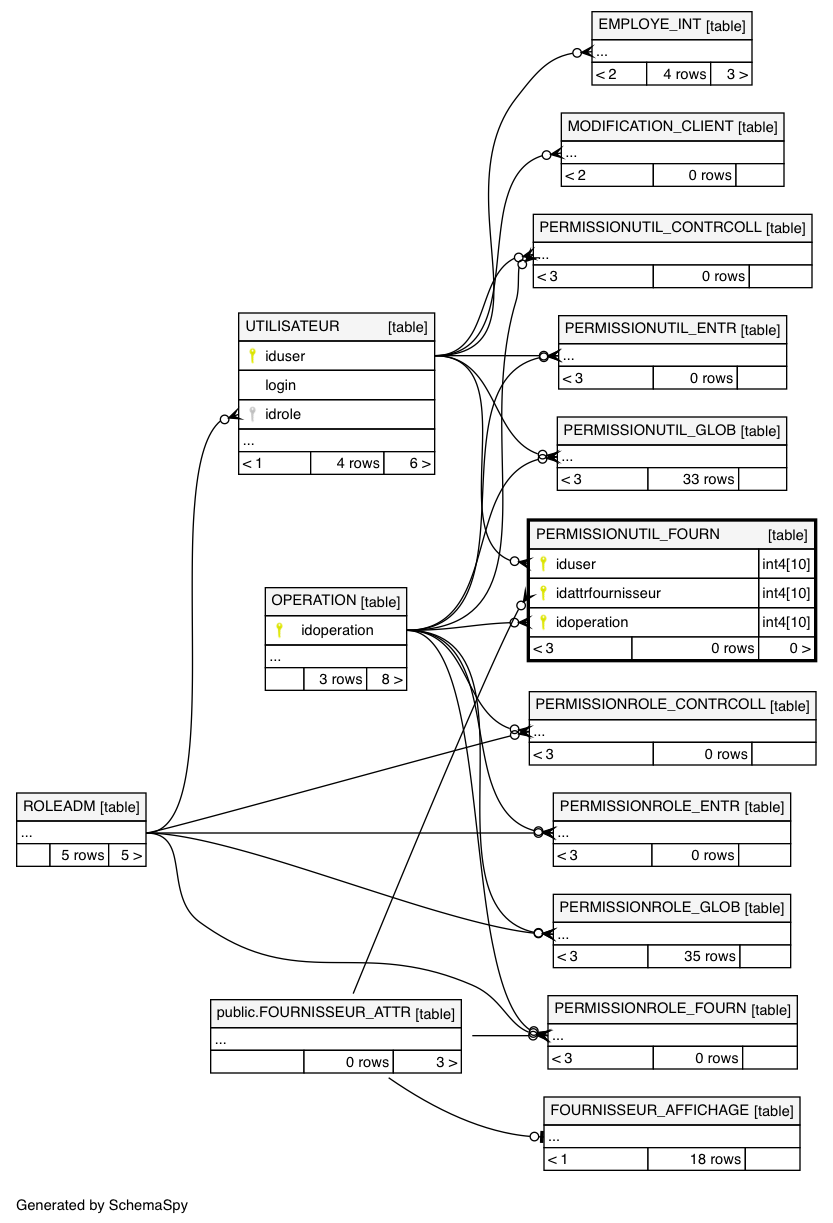 EMPLOYE_INT [table]
...
< 2 4 rows 3 >
MODIFICATION_CLIENT [table]
...
< 2 0 rows
PERMISSIONUTIL_CONTRCOLL [table]
...
< 3 0 rows
UTILISATEUR [table]
iduser
login
idrole
...
< 1 4 rows 6 >
PERMISSIONUTIL_ENTR [table]
...
< 3 0 rows
PERMISSIONUTIL_GLOB [table]
...
< 3 33 rows
PERMISSIONUTIL_FOURN [table]
iduser int4[10]
idattrfournisseur int4[10]
idoperation int4[10]
< 3 0 rows 0 >
OPERATION [table]
idoperation
...
3 rows 8 >
PERMISSIONROLE_CONTRCOLL [table]
...
< 3 0 rows
ROLEADM [table]
...
5 rows 5 >
PERMISSIONROLE_ENTR [table]
...
< 3 0 rows
PERMISSIONROLE_GLOB [table]
...
< 3 35 rows
public.FOURNISSEUR_ATTR [table]
...
0 rows 3 >
PERMISSIONROLE_FOURN [table]
...
< 3 0 rows
FOURNISSEUR_AFFICHAGE [table]
...
< 1 18 rows
Generated by SchemaSpy